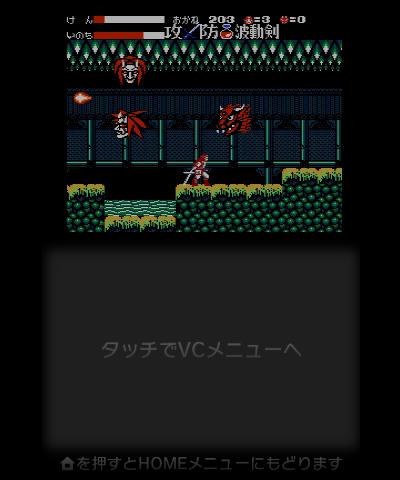 けん おかね 203 =3 =0
いのち 攻 防 波動剣
タッチでVCメニューへ
を押すとHOMEメニューにもどります